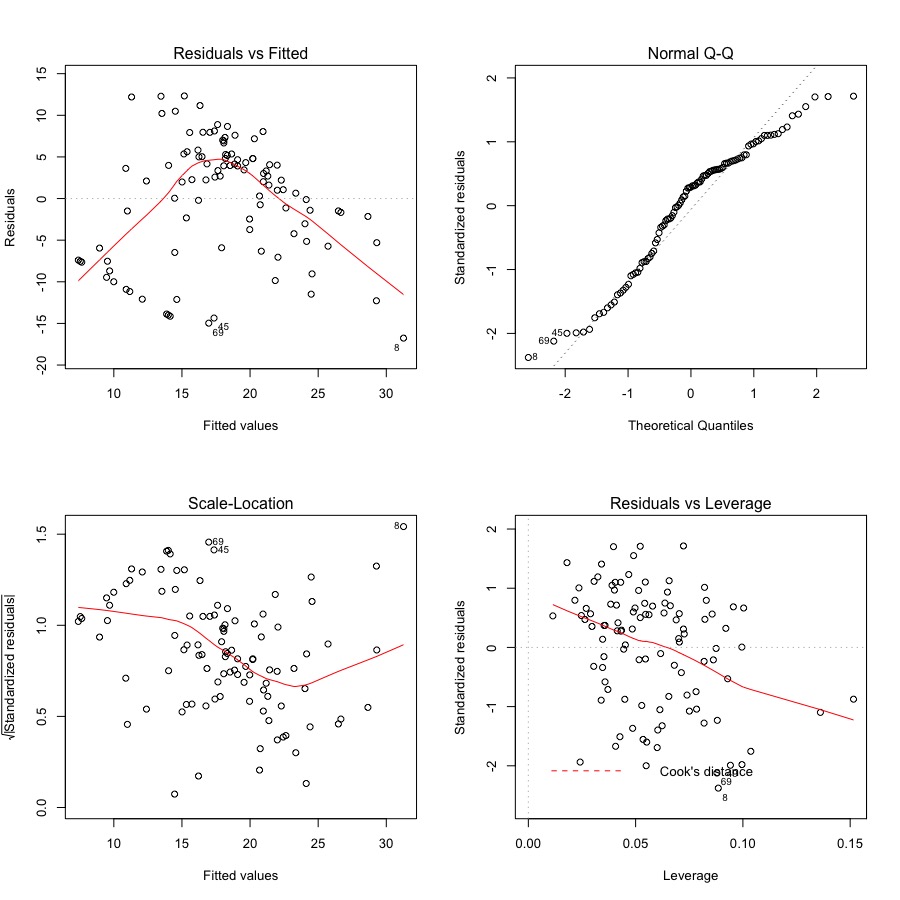 Residuals vs Fitted
15
10
5
0
-5
-10
-15
-20
Residuals
45
69
8
10 15 20 25 30
Fitted values
Normal Q-Q
2
1
0
-1
-2
Standardized residuals
45
69
8
-2 -1 0 1 2
Theoretical Quantiles
Scale-Location
1.5
1.0
0.5
0.0
√|Standardized residuals|
8
69
45
10 15 20 25 30
Fitted values
Residuals vs Leverage
2
1
0
-1
-2
Standardized residuals
Cook's distance
69
8
0.00 0.05 0.10 0.15
Leverage